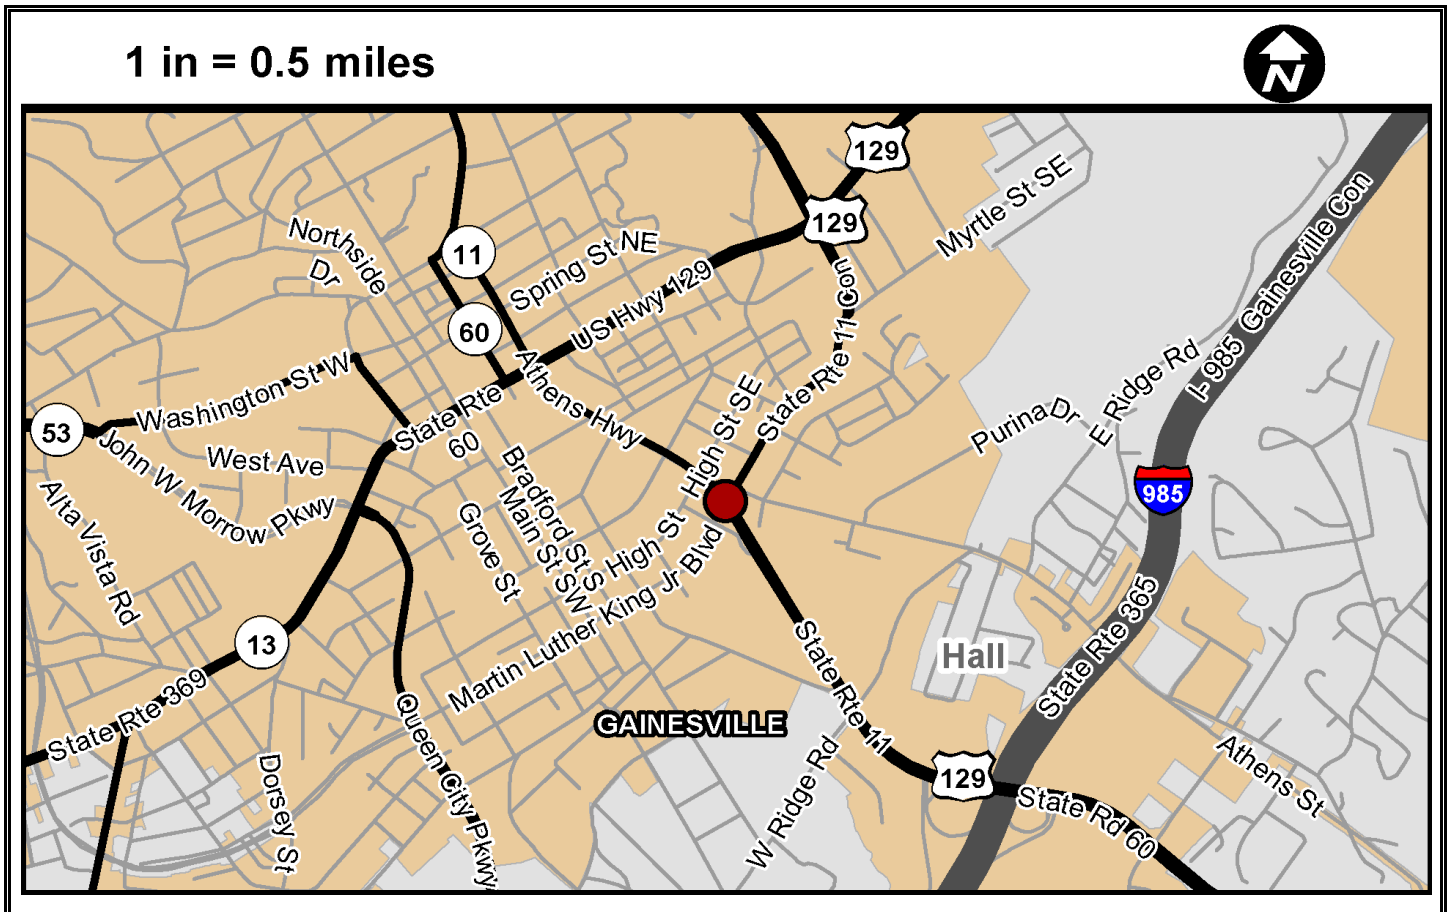 1 in = 0.5 miles
N
129
129
Myrtle St SE
Northside
Dr
11
Spring St NE
US Hwy 129
60
State Rte 11 Con
I- 985 Gainesville Con
Washington St W
Athens Hwy
State Rte
60
High St SE
Purina Dr
E Ridge Rd
53
John W Morrow Pkwy
West Ave
985
Alta Vista Rd
Grove St
Bradford St S
Main St SW
High St
Martin Luther King Jr Blvd
State Rte 365
Hall
13
State Rte 369
State Rte 11
GAINESVILLE
Queen City Pkwy
Dorsey St
W Ridge Rd
129
State Rd 60
Athens St